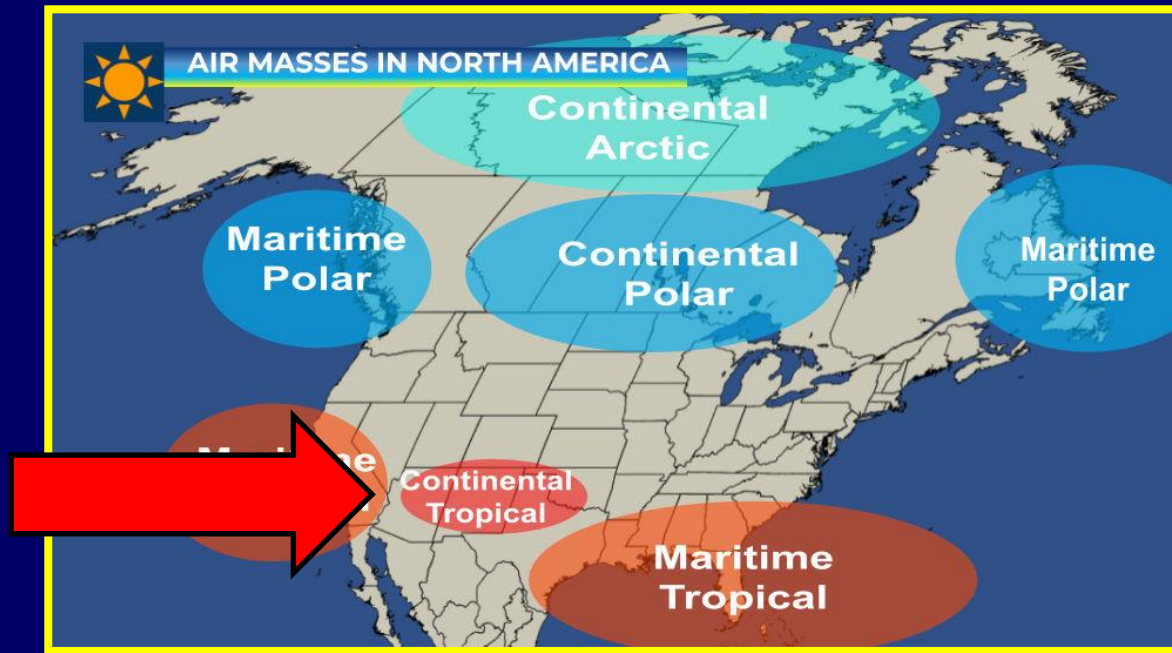 AIR MASSES IN NORTH AMERICA
Continental
Arctic
Maritime
Polar
Continental
Polar
Maritime
Polar
Continental
Tropical
Maritime
Tropical